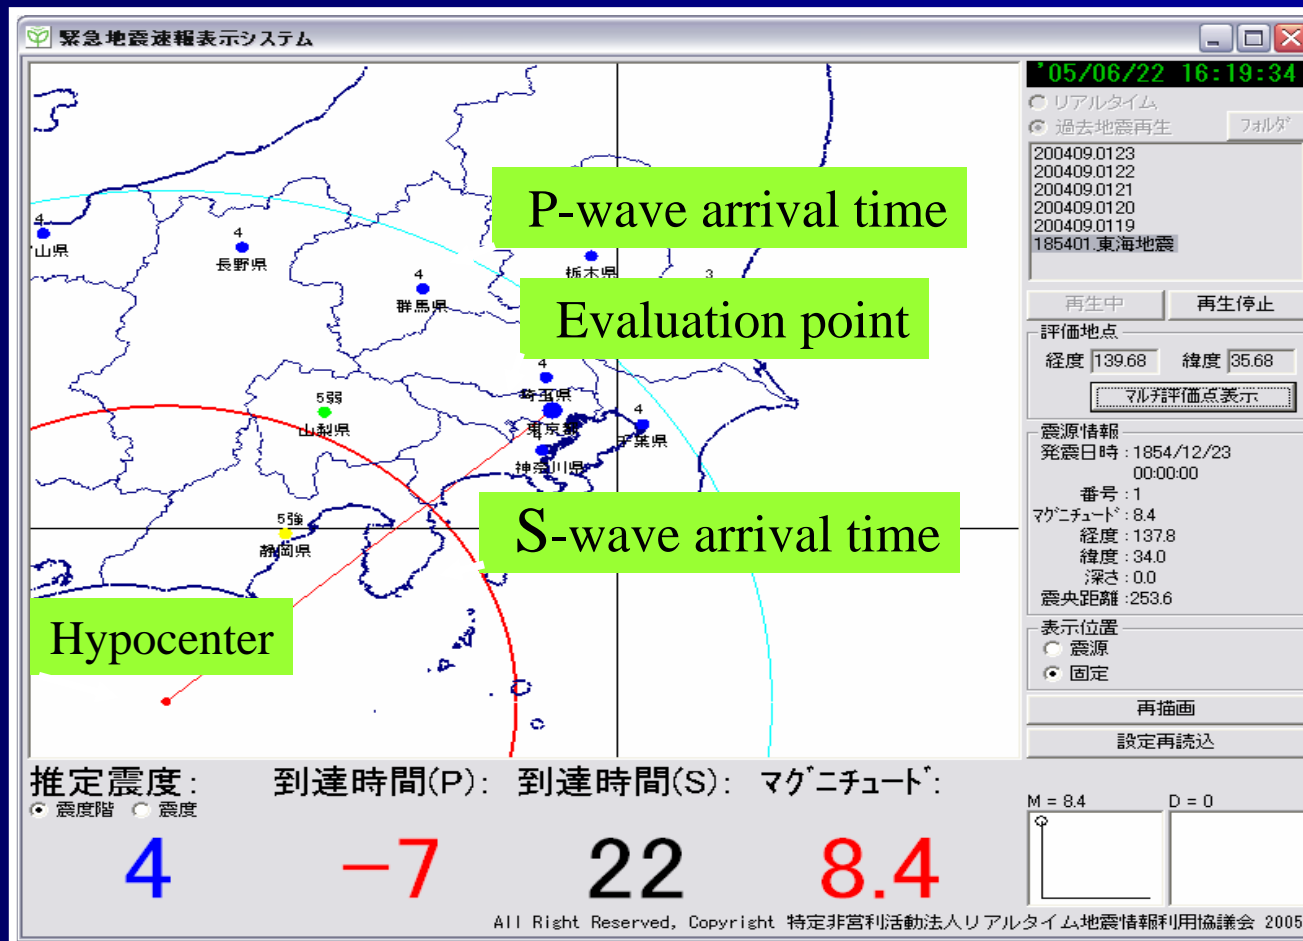 緊急地震速報表示システム
'05/06/22 16:19:34
リアルタイム
過去地震再生
フォルダ
200409.0123
200409.0122
200409.0121
200409.0120
200409.0119
185401.東海地震
再生中
再生停止
評価地点
経度 139.68 緯度 35.68
マルチ評価点表示
震源情報
発震日時:1854/12/23
00:00:00
番号:1
マグニチュード:8.4
経度:137.8
緯度:34.0
深さ:0.0
震央距離:253.6
表示位置
震源
固定
再描画
設定再読込
M = 8.4
D = 0
P-wave arrival time
Evaluation point
S-wave arrival time
Hypocenter
4
山県
4
長野県
4
群馬県
栃木県
3
4
埼玉県
4
東京都
4
神奈川県
4
千葉県
5弱
山梨県
5強
静岡県
推定震度:
震度階 震度
4
到達時間(P):
-7
到達時間(S):
22
マグニチュード:
8.4
All Right Reserved, Copyright 特定非営利活動法人リアルタイム地震情報利用協議会 2005